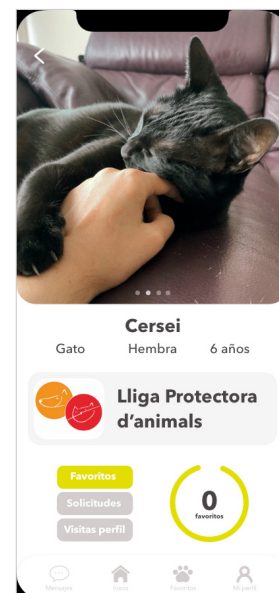 Cersei
Gato Hembra 6 años
Lliga Protectora
d'animals
Favoritos
Solicitudes
Visitas perfil
0
favoritos
Mensajes Inicio Favoritos Mi perfil